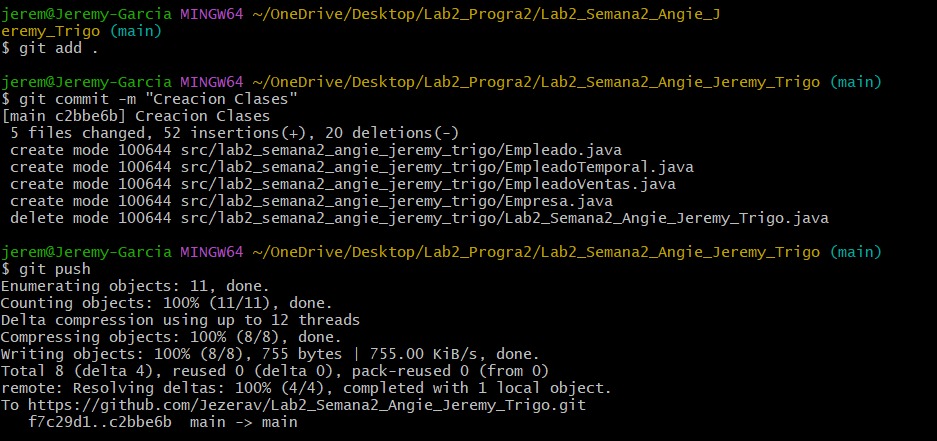 jerem@Jeremy-Garcia MINGW64 ~/OneDrive/Desktop/Lab2_Progra2/Lab2_Semana2_Angie_J
eremy_Trigo (main)
$ git add .
jerem@Jeremy-Garcia MINGW64 ~/OneDrive/Desktop/Lab2_Progra2/Lab2_Semana2_Angie_Jeremy_Trigo (main)
$ git commit -m "Creacion Clases"
[main c2bbe6b] Creacion Clases
 5 files changed, 52 insertions(+), 20 deletions(-)
 create mode 100644 src/lab2_semana2_angie_jeremy_trigo/Empleado.java
 create mode 100644 src/lab2_semana2_angie_jeremy_trigo/EmpleadoTemporal.java
 create mode 100644 src/lab2_semana2_angie_jeremy_trigo/EmpleadoVentas.java
 create mode 100644 src/lab2_semana2_angie_jeremy_trigo/Empresa.java
 delete mode 100644 src/lab2_semana2_angie_jeremy_trigo/Lab2_Semana2_Angie_Jeremy_Trigo.java
jerem@Jeremy-Garcia MINGW64 ~/OneDrive/Desktop/Lab2_Progra2/Lab2_Semana2_Angie_Jeremy_Trigo (main)
$ git push
Enumerating objects: 11, done.
Counting objects: 100% (11/11), done.
Delta compression using up to 12 threads
Compressing objects: 100% (8/8), done.
Writing objects: 100% (8/8), 755 bytes | 755.00 KiB/s, done.
Total 8 (delta 4), reused 0 (delta 0), pack-reused 0 (from 0)
remote: Resolving deltas: 100% (4/4), completed with 1 local object.
To https://github.com/Jezerav/Lab2_Semana2_Angie_Jeremy_Trigo.git
   f7c29d1..c2bbe6b  main -> main